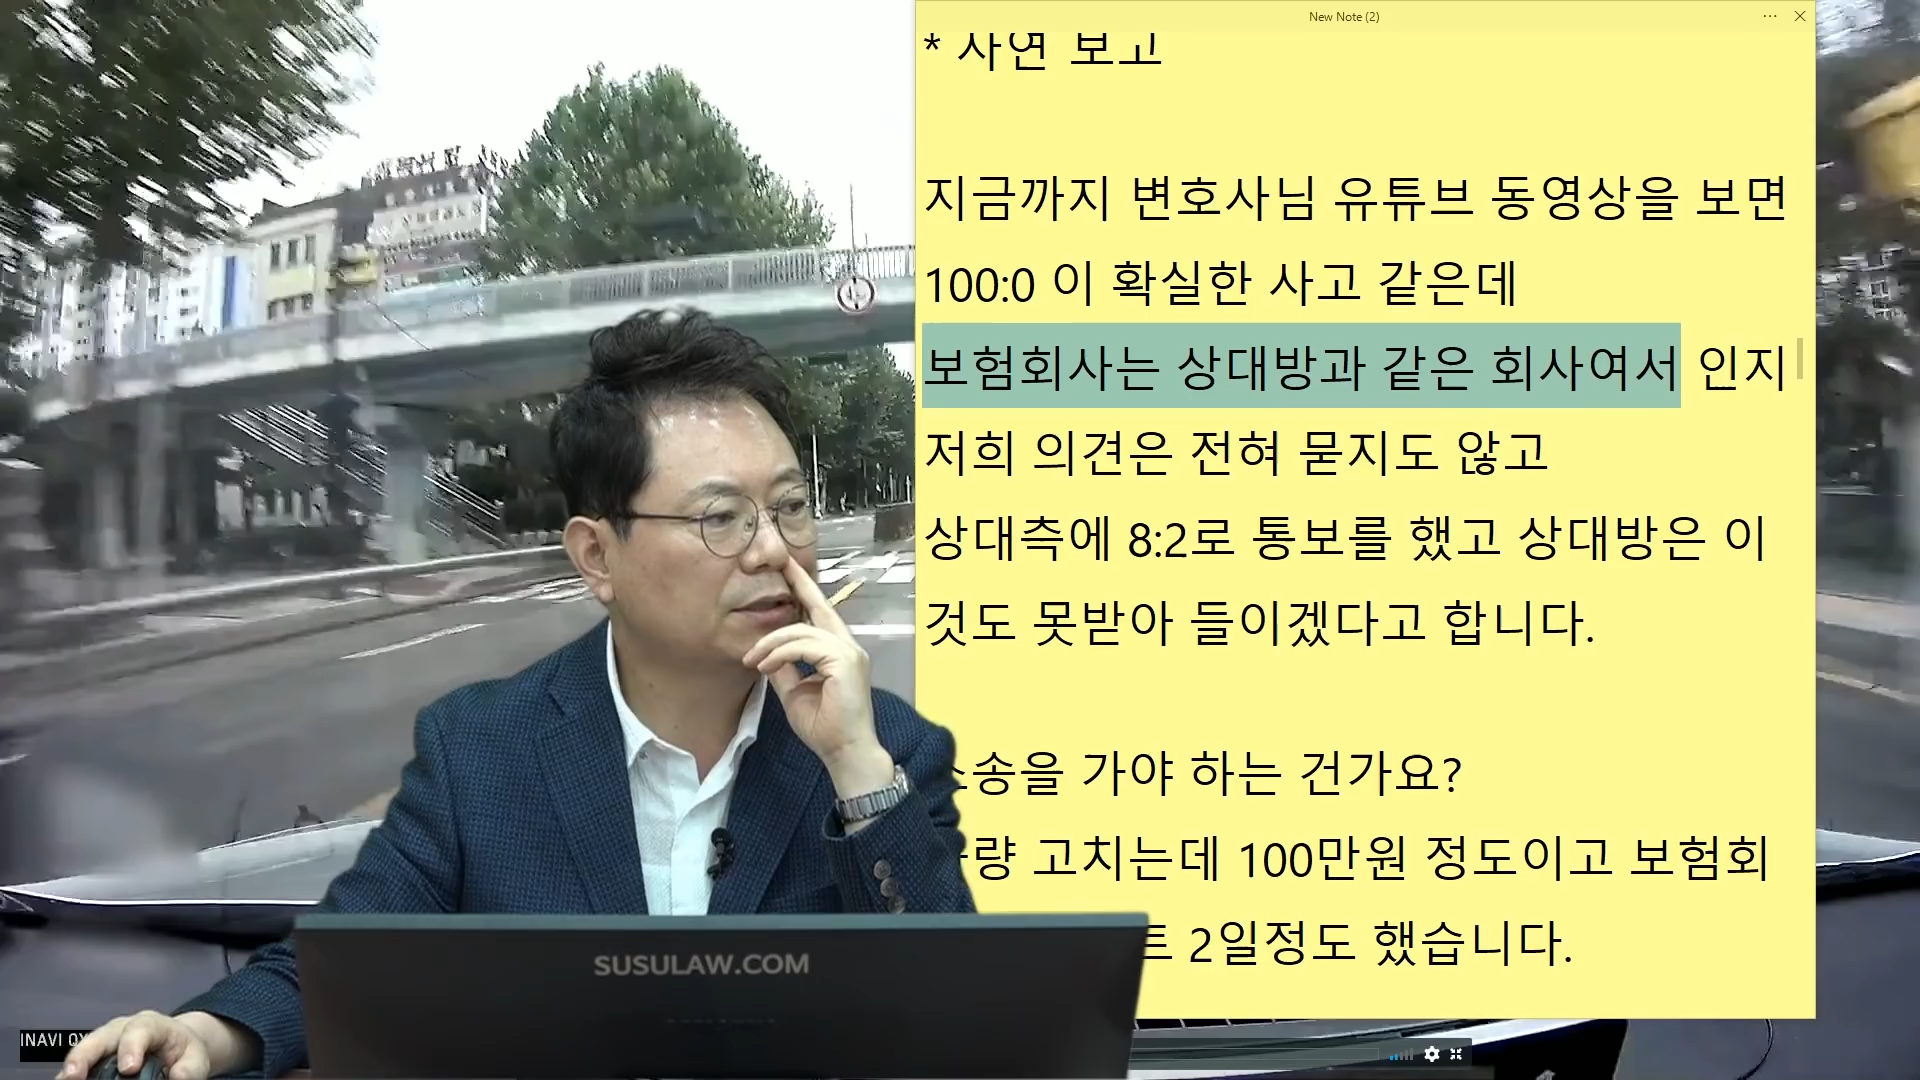 New Note (2)
* 사연 보고
지금까지 변호사님 유튜브 동영상을 보면
100:0 이 확실한 사고 같은데
보험회사는 상대방과 같은 회사여서 인지
저희 의견은 전혀 묻지도 않고
상대측에 8:2로 통보를 했고 상대방은 이
것도 못받아 들이겠다고 합니다.
송을 가야 하는 건가요?
량 고치는데 100만원 정도이고 보험회
트 2일정도 했습니다.
SUSULAW.COM
INAVI